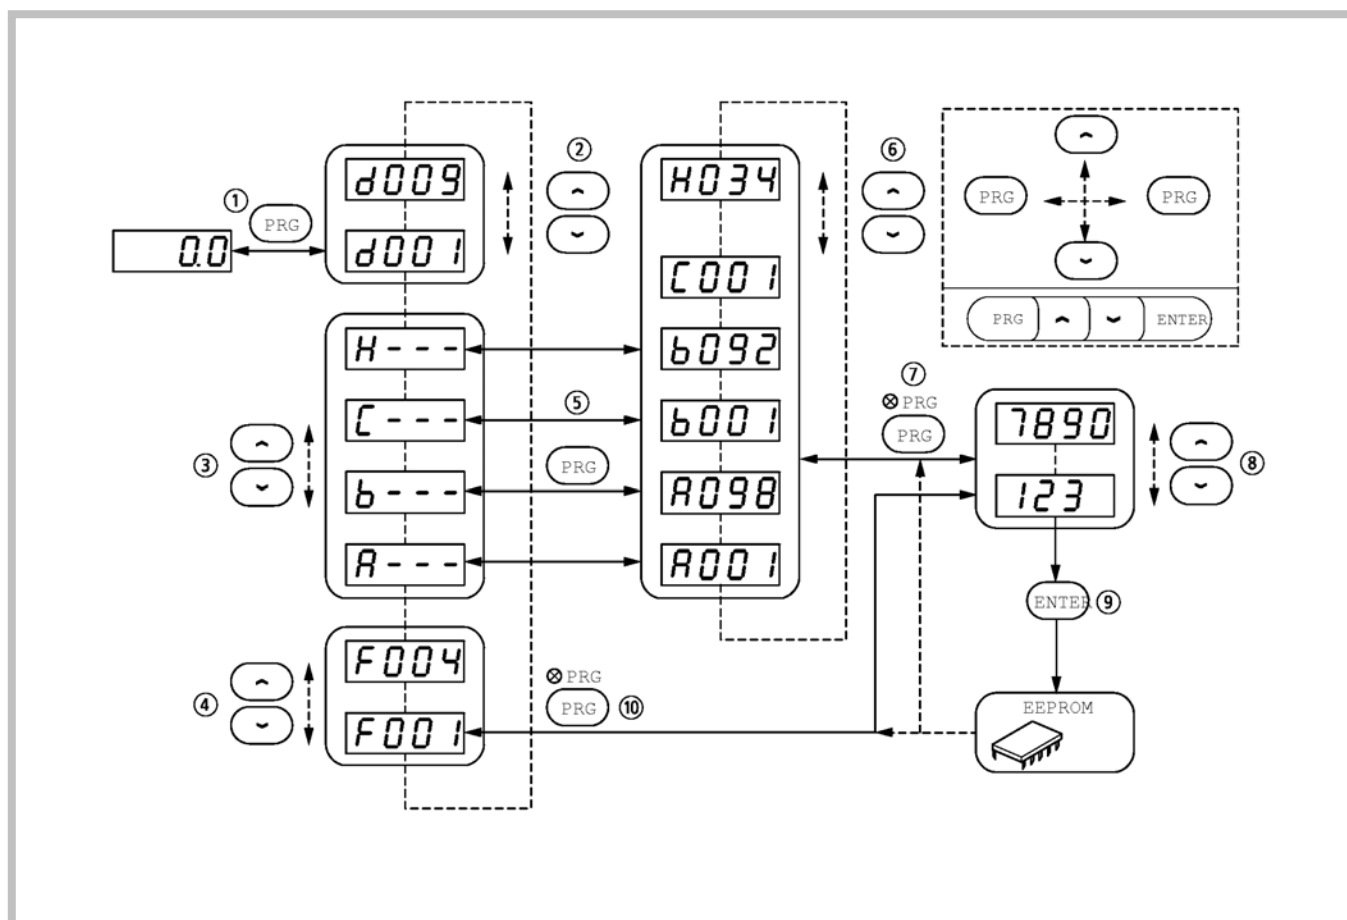 ① PRG
0.0
d009
d001
②
H---
C---
b---
A---
③
F004
F001
④
⑤
PRG
H034
C001
b092
b001
A098
A001
⑥
PRG PRG
PRG ENTER
⑦
⊗ PRG
PRG
7890
123
⑧
ENTER ⑨
EEPROM
⊗ PRG
PRG ⑩